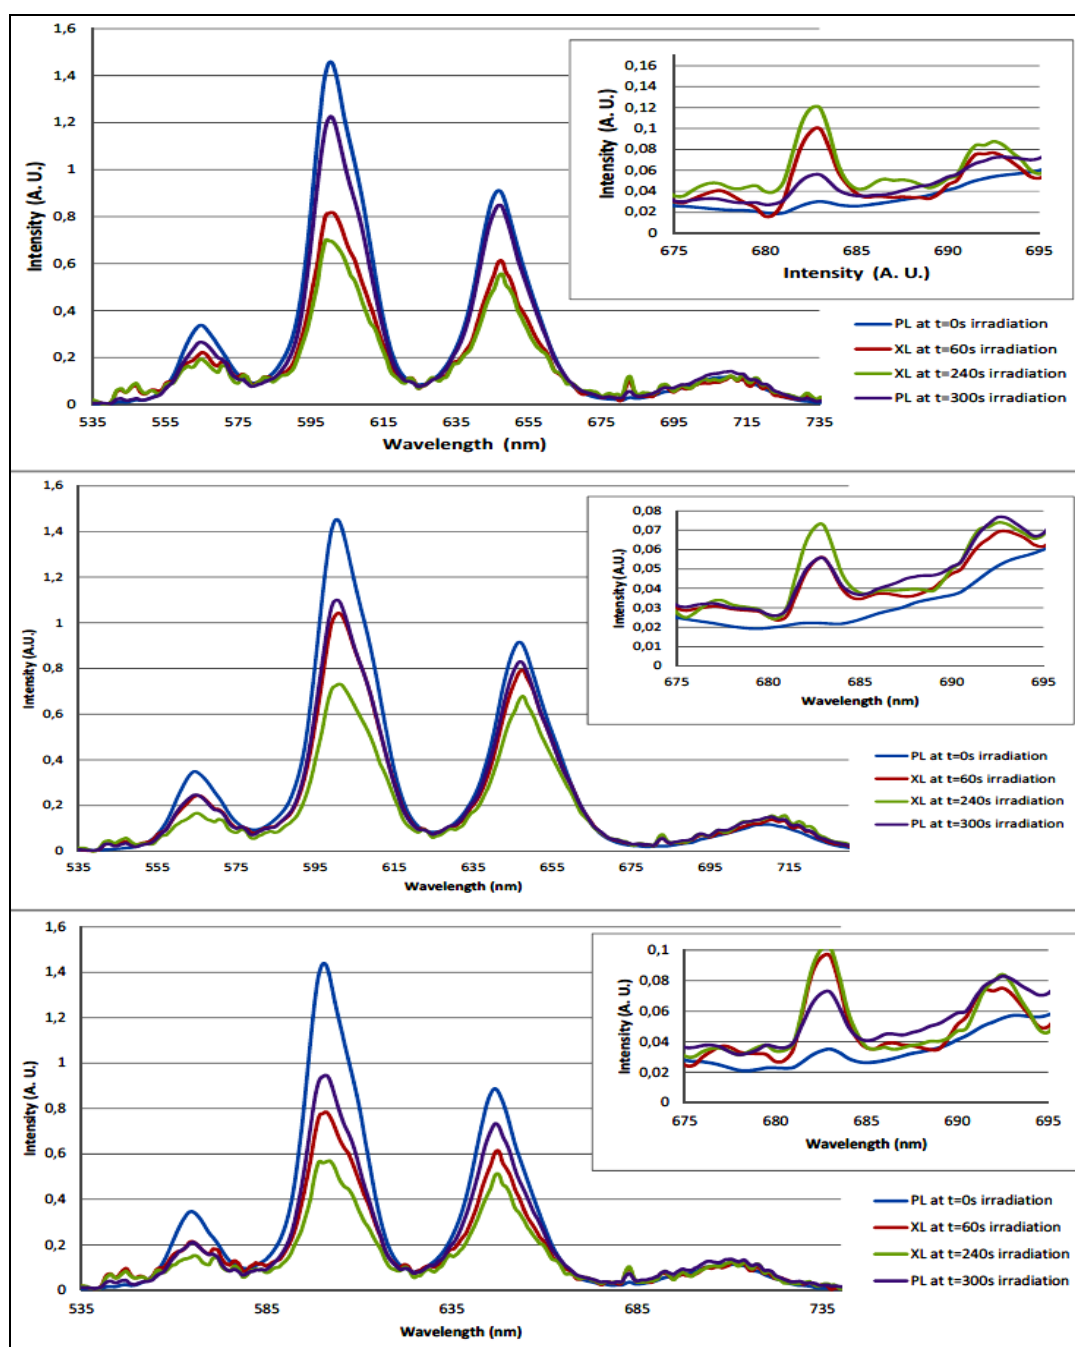 1,6
1,4
1,2
1
0,8
0,6
0,4
0,2
0
Intensity (A. U.)
535 555 575 595 615 635 655 675 695 715 735
Wavelength (nm)
0,16
0,14
0,12
0,1
0,08
0,06
0,04
0,02
0
Intensity (A. U.)
675 680 685 690 695
Intensity (A. U.)
PL at t=0s irradiation
XL at t=60s irradiation
XL at t=240s irradiation
PL at t=300s irradiation
1,6
1,4
1,2
1
0,8
0,6
0,4
0,2
0
Intensity (A.U.)
535 555 575 595 615 635 655 675 695 715
Wavelength (nm)
0,08
0,07
0,06
0,05
0,04
0,03
0,02
0,01
0
Intensity (A.U.)
675 680 685 690 695
Wavelength (nm)
PL at t=0s irradiation
XL at t=60s irradiation
XL at t=240s irradiation
PL at t=300s irradiation
1,6
1,4
1,2
1
0,8
0,6
0,4
0,2
0
Intensity (A. U.)
535 585 635 685 735
Wavelength (nm)
0,1
0,08
0,06
0,04
0,02
0
Intensity (A. U.)
675 680 685 690 695
Wavelength (nm)
PL at t=0s irradiation
XL at t=60s irradiation
XL at t=240s irradiation
PL at t=300s irradiation